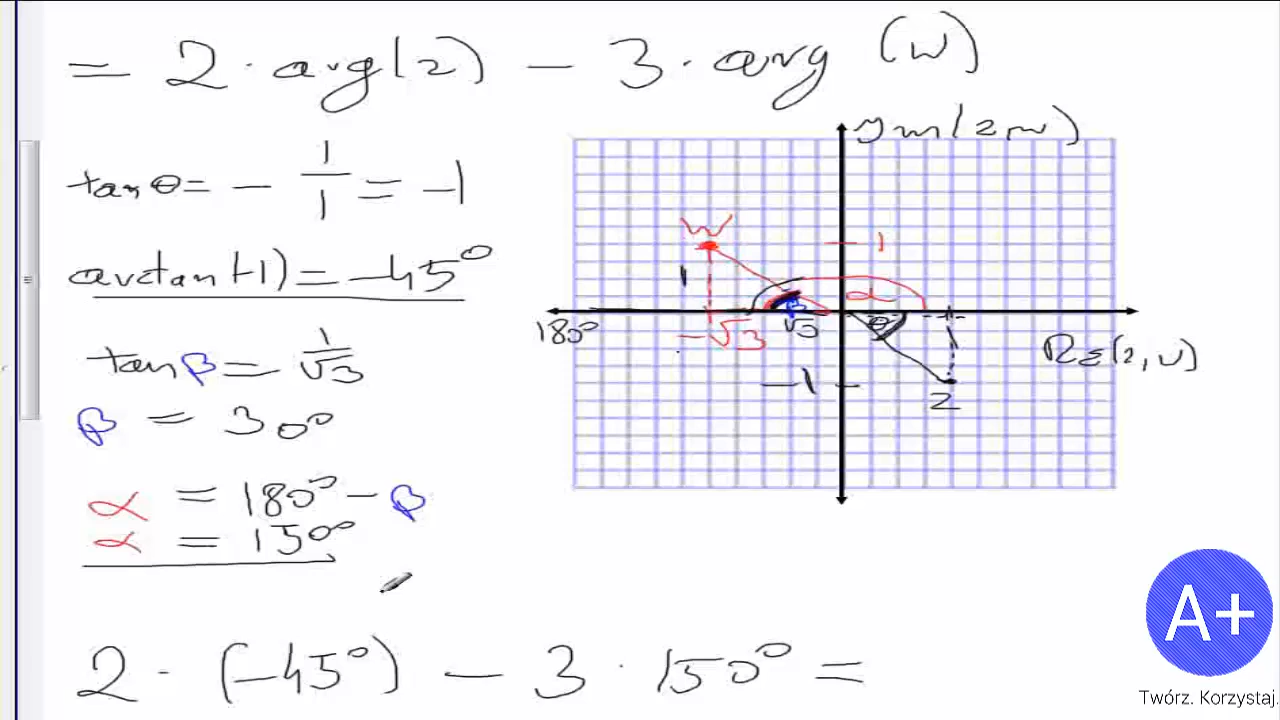 = 2 · arg(z) - 3 · arg (w)
Im(z,w)
tan θ = - 1/1 = -1
arctan(-1) = -45°
tan β = 1/√3
β = 30°
α = 180° - β
α = 150°
W
1
1
α
β
θ
180°
-√3
√3
Re(z,w)
-1
z
2 · (-45°) - 3 · 150° =
A+
Twórz. Korzystaj.